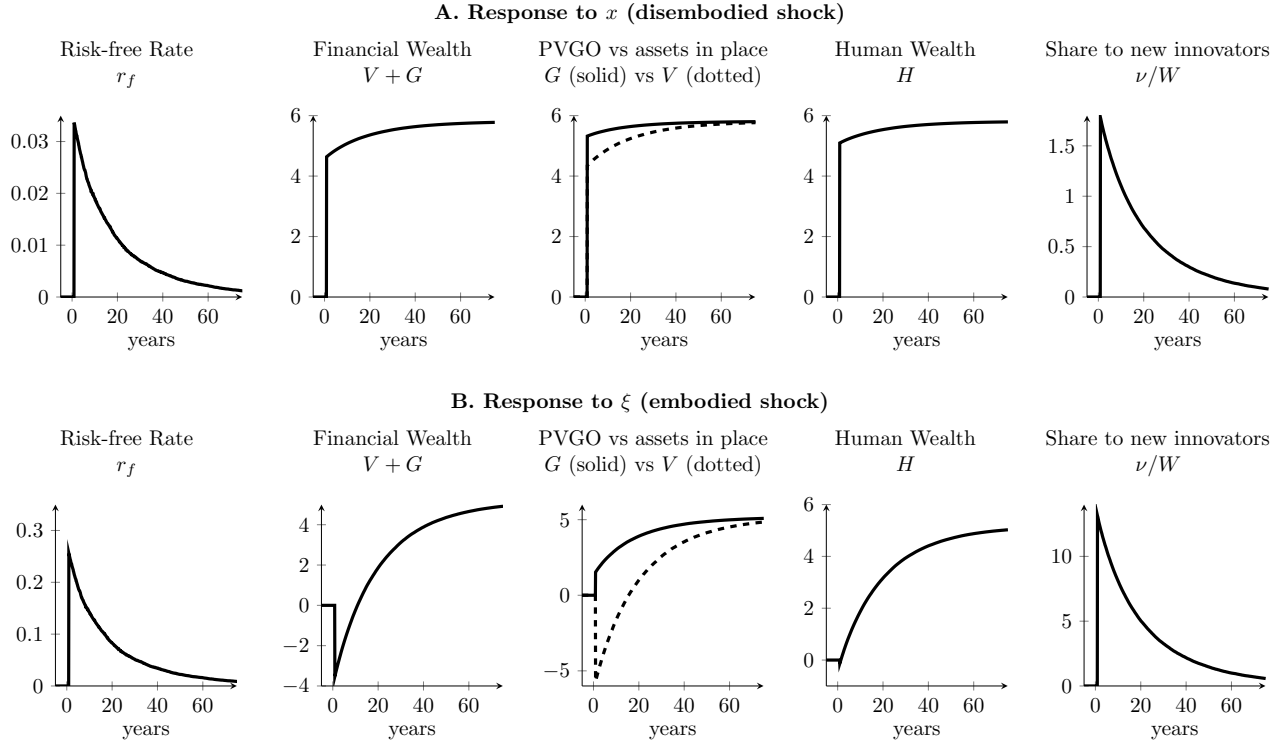 A. Response to x (disembodied shock)
Risk-free Rate
r_f
Financial Wealth
V + G
PVGO vs assets in place
G (solid) vs V (dotted)
Human Wealth
H
Share to new innovators
ν/W
0.03
0.02
0.01
0
0 20 40 60
years
6
4
2
0
0 20 40 60
years
6
4
2
0
0 20 40 60
years
6
4
2
0
0 20 40 60
years
1.5
1
0.5
0
0 20 40 60
years
B. Response to ξ (embodied shock)
Risk-free Rate
r_f
Financial Wealth
V + G
PVGO vs assets in place
G (solid) vs V (dotted)
Human Wealth
H
Share to new innovators
ν/W
0.3
0.2
0.1
0
0 20 40 60
years
4
2
0
−2
−4
0 20 40 60
years
5
0
−5
0 20 40 60
years
6
4
2
0
0 20 40 60
years
10
5
0
0 20 40 60
years